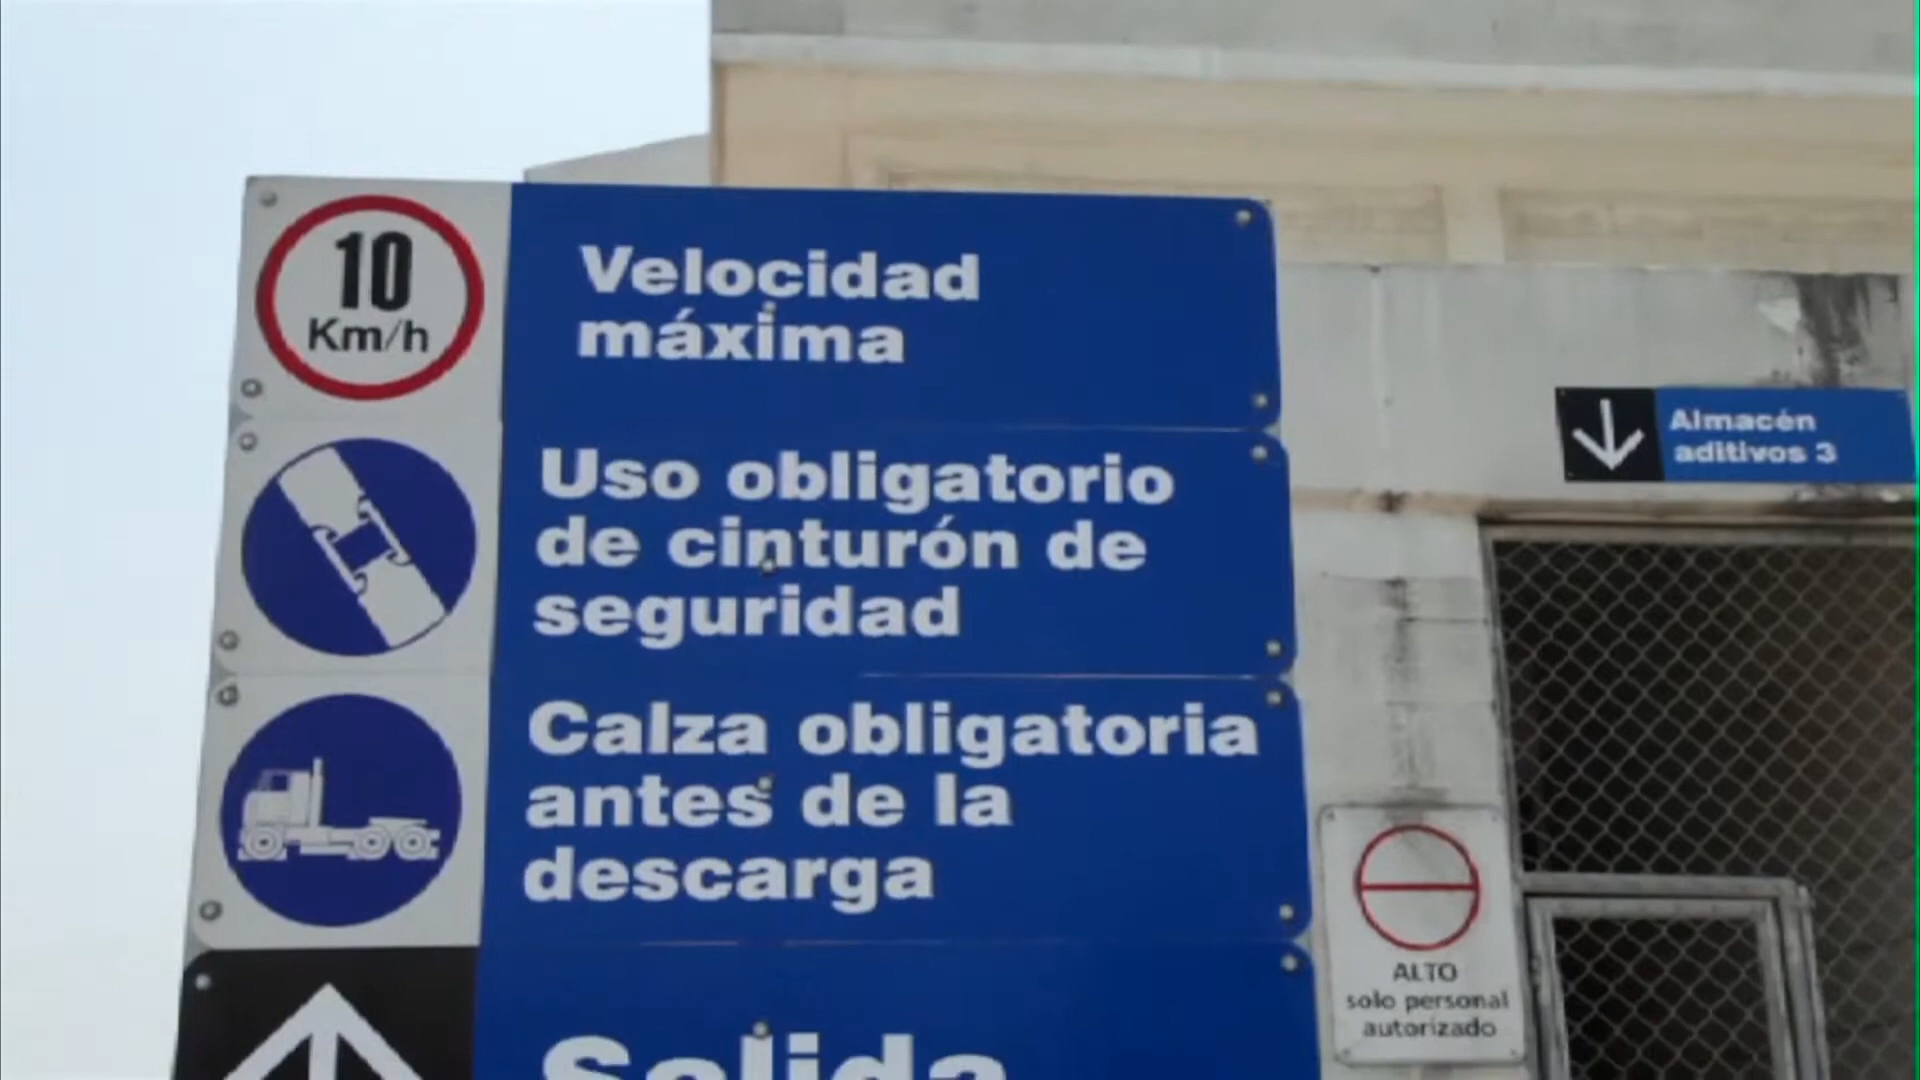 10
Km/h
Velocidad
máxima
Uso obligatorio
de cinturón de
seguridad
Calza obligatoria
antes de la
descarga
Salida
Almacén
aditivos 3
ALTO
solo personal
autorizado